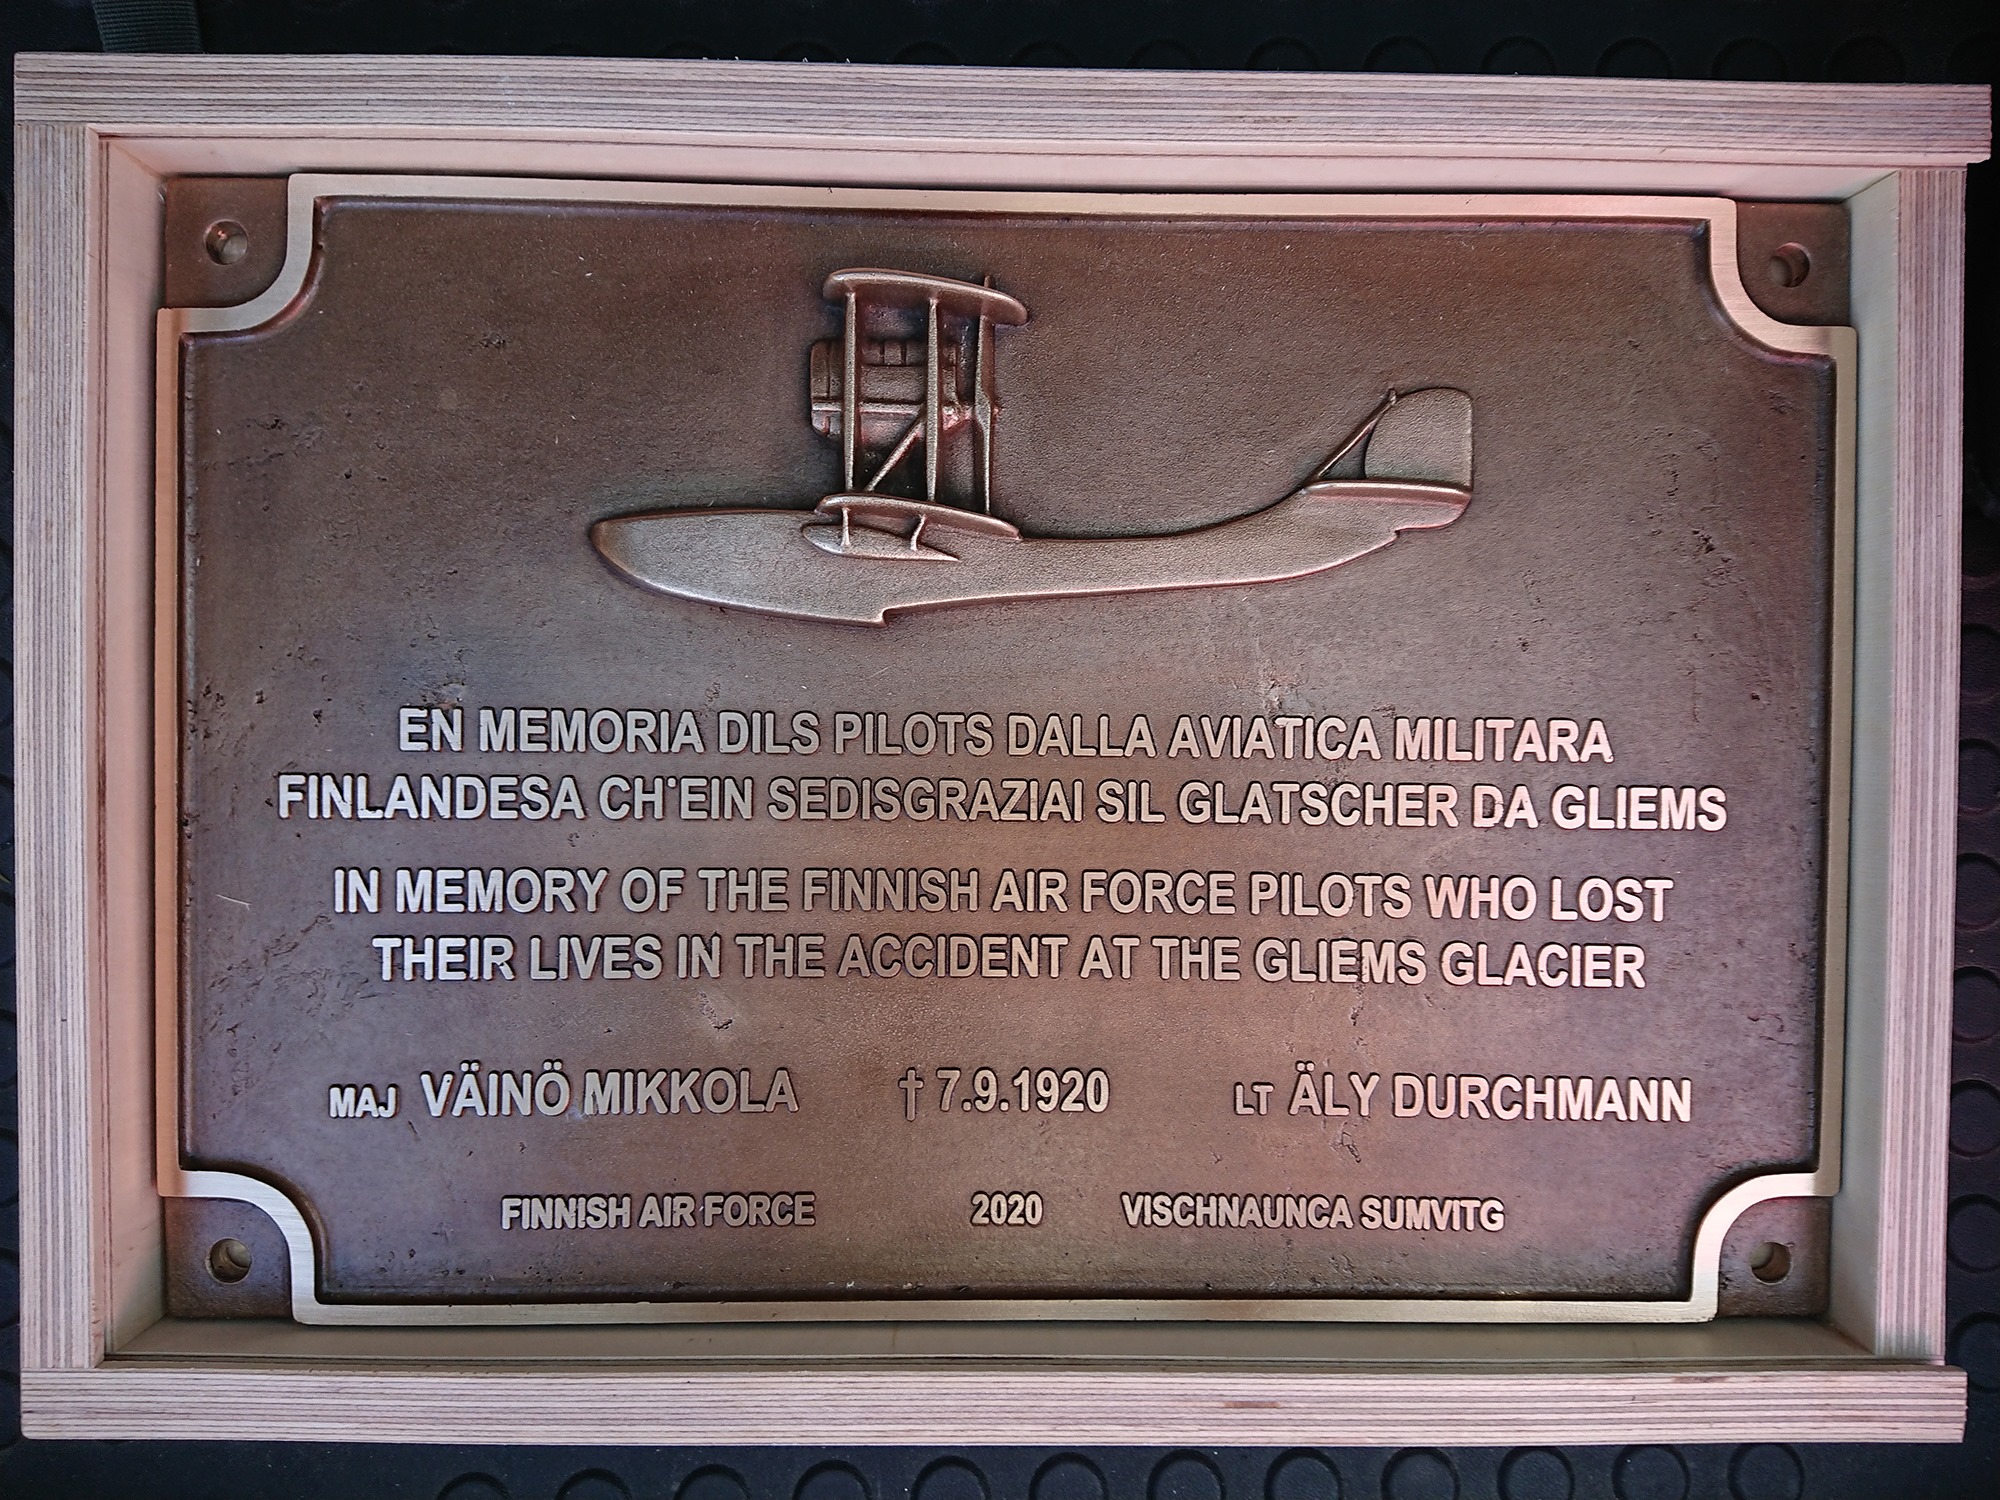 EN MEMORIA DILS PILOTS DALLA AVIATICA MILITARA
FINLANDESA CH'EIN SEDISGRAZIAI SIL GLATSCHER DA GLIEMS
IN MEMORY OF THE FINNISH AIR FORCE PILOTS WHO LOST
THEIR LIVES IN THE ACCIDENT AT THE GLIEMS GLACIER
MAJ VÄINÖ MIKKOLA † 7.9.1920 LT ÄLY DURCHMANN
FINNISH AIR FORCE 2020 VISCHNAUNCA SUMVITG